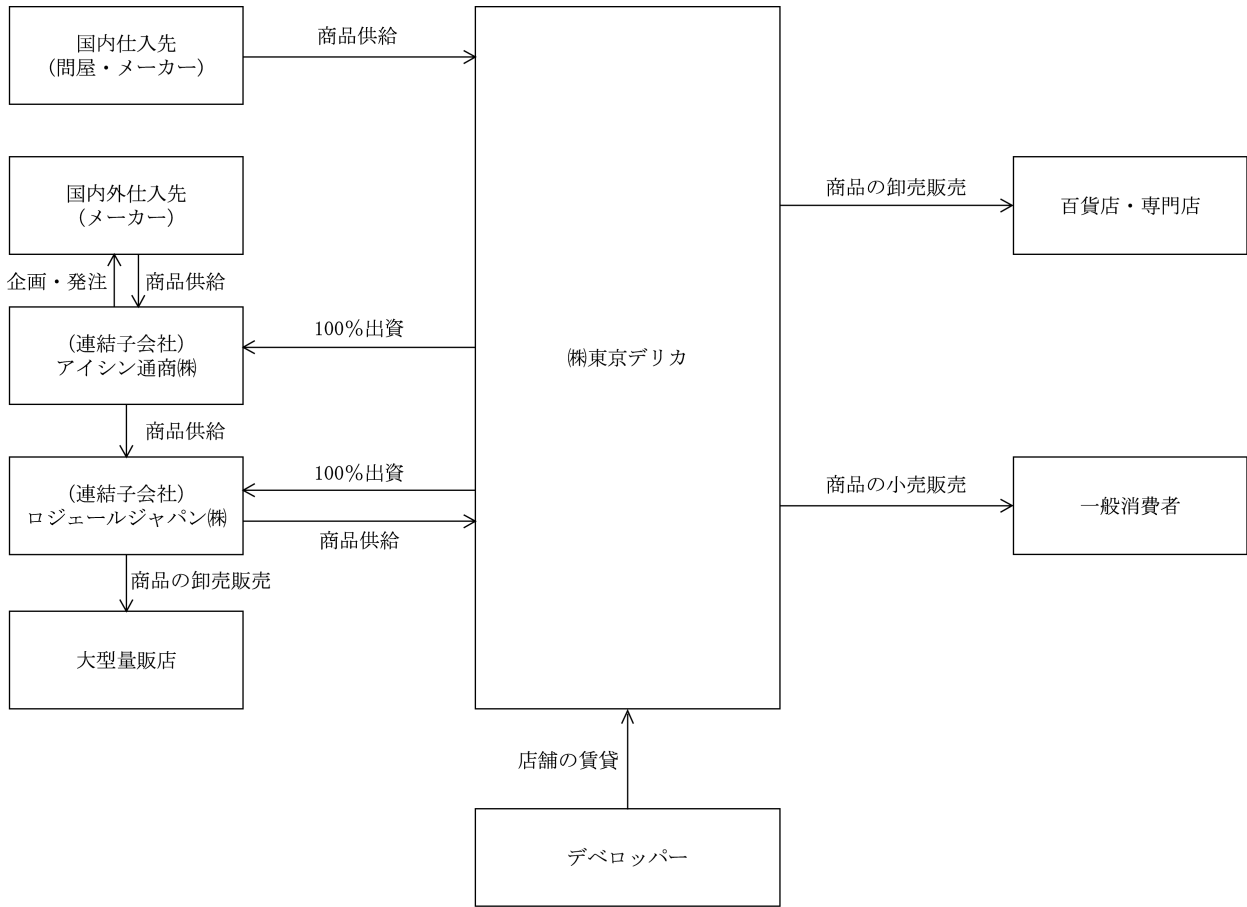 国内仕入先
（問屋・メーカー）
商品供給
国内外仕入先
（メーカー）
企画・発注
商品供給
（連結子会社）
アイシン通商㈱
100％出資
商品供給
（連結子会社）
ロジェールジャパン㈱
100％出資
商品供給
商品の卸売販売
大型量販店
㈱東京デリカ
商品の卸売販売
百貨店・専門店
商品の小売販売
一般消費者
店舗の賃貸
デベロッパー